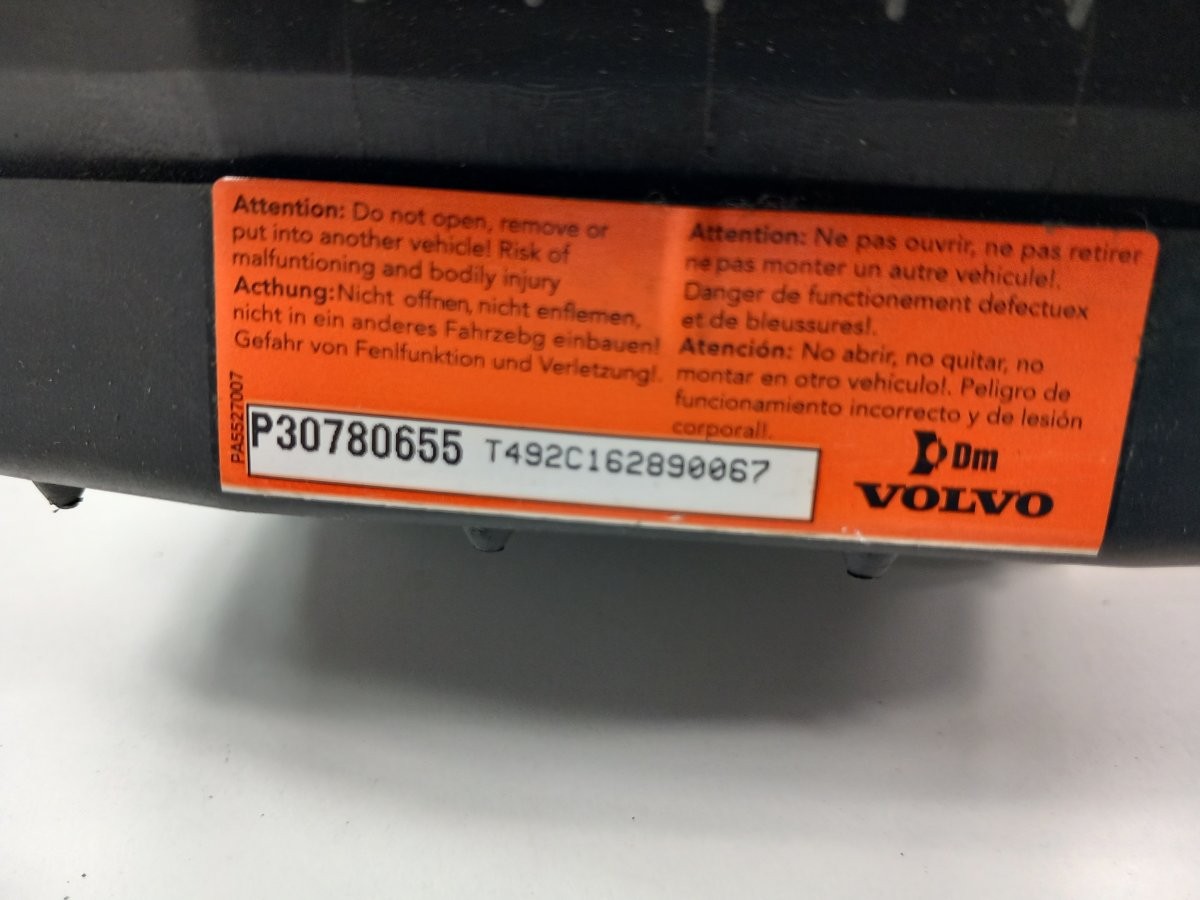 Attention: Do not open, remove or
put into another vehicle! Risk of
malfuntioning and bodily injury
Acthung:Nicht offnen, nicht enflemen,
nicht in ein anderes Fahrzebg einbauen!
Gefahr von Fenlfunktion und Verletzung!.
Attention: Ne pas ouvrir, ne pas retirer
ne pas monter un autre vehicule!.
Danger de functionement defectuex
et de bleussures!.
Atención: No abrir, no quitar, no
montar en otro vehículo!. Peligro de
funcionamiento incorrecto y de lesión
corporal!.
PA5527007
P30780655 T492C162890067
Dm
VOLVO